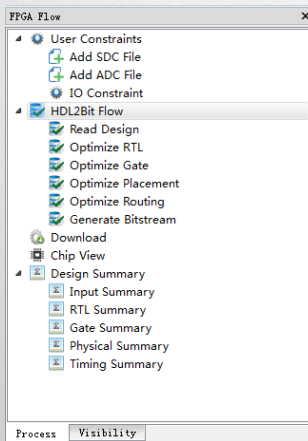 FPGA Flow
User Constraints
Add SDC File
Add ADC File
IO Constraint
HDL2Bit Flow
Read Design
Optimize RTL
Optimize Gate
Optimize Placement
Optimize Routing
Generate Bitstream
Download
Chip View
Design Summary
Input Summary
RTL Summary
Gate Summary
Physical Summary
Timing Summary
Process Visibility